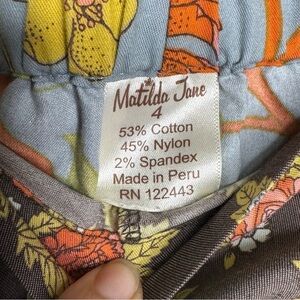 Matilda Jane
4
53% Cotton
45% Nylon
2% Spandex
Made in Peru
RN 122443